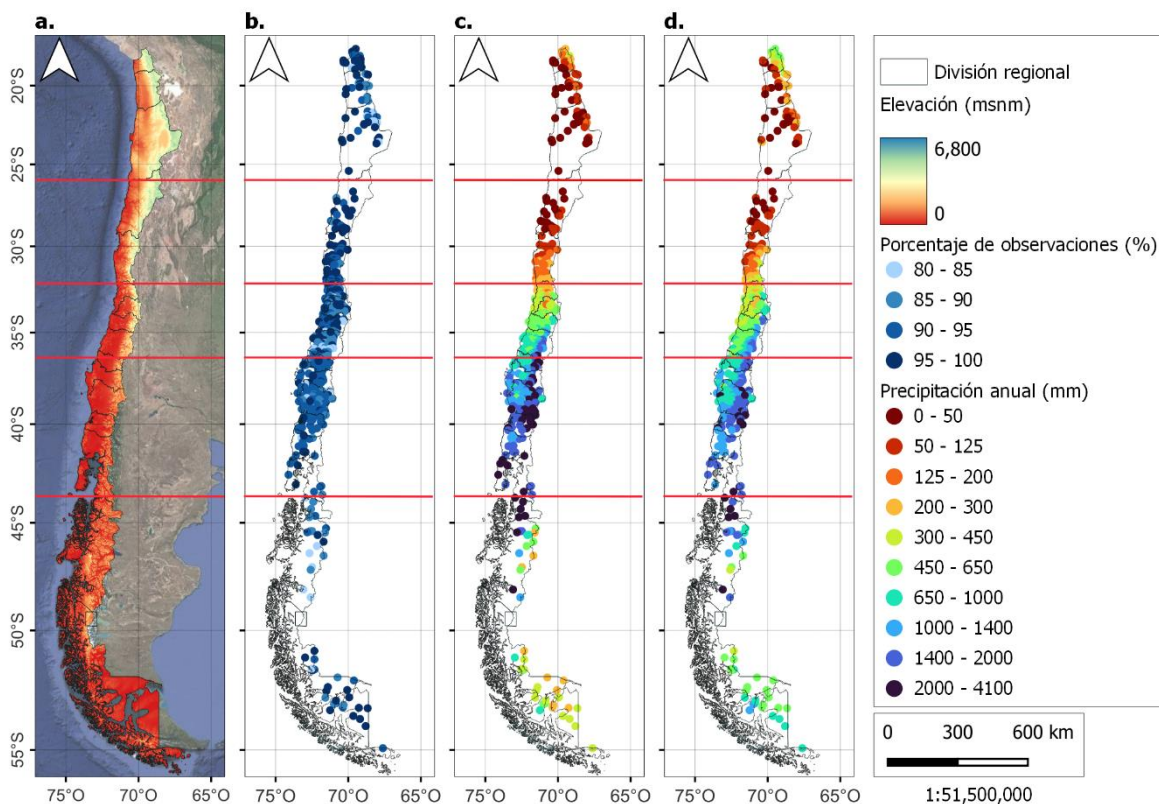 a.
b.
c.
d.
20°S
25°S
30°S
35°S
40°S
45°S
50°S
55°S
75°O 70°O 65°O
75°O 70°O 65°O
75°O 70°O 65°O
75°O 70°O 65°O
División regional
Elevación (msnm)
6,800
0
Porcentaje de observaciones (%)
80 - 85
85 - 90
90 - 95
95 - 100
Precipitación anual (mm)
0 - 50
50 - 125
125 - 200
200 - 300
300 - 450
450 - 650
650 - 1000
1000 - 1400
1400 - 2000
2000 - 4100
0 300 600 km
1:51,500,000